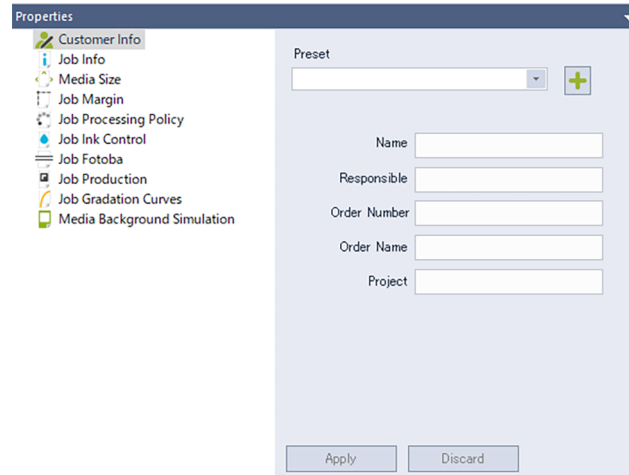 Properties
Customer Info
Job Info
Media Size
Job Margin
Job Processing Policy
Job Ink Control
Job Fotoba
Job Production
Job Gradation Curves
Media Background Simulation
Preset
Name
Responsible
Order Number
Order Name
Project
Apply Discard